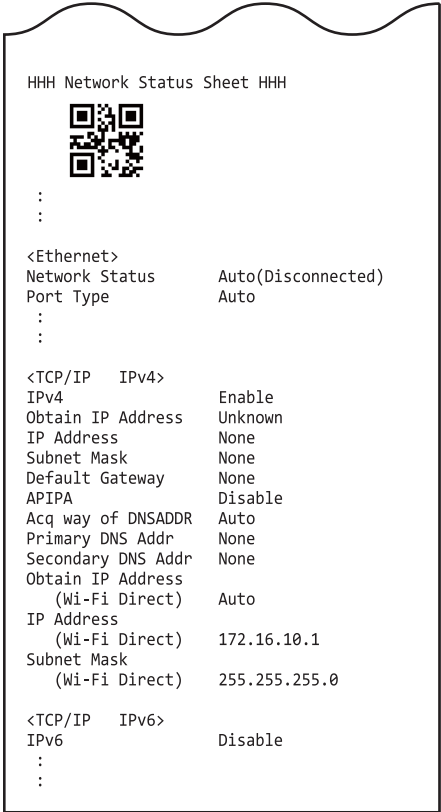 HHH Network Status Sheet HHH
:
:
<Ethernet>
Network Status Auto(Disconnected)
Port Type Auto
:
:
<TCP/IP IPv4>
IPv4 Enable
Obtain IP Address Unknown
IP Address None
Subnet Mask None
Default Gateway None
APIPA Disable
Acq way of DNSADDR Auto
Primary DNS Addr None
Secondary DNS Addr None
Obtain IP Address
(Wi-Fi Direct) Auto
IP Address
(Wi-Fi Direct) 172.16.10.1
Subnet Mask
(Wi-Fi Direct) 255.255.255.0
<TCP/IP IPv6>
IPv6 Disable
:
: